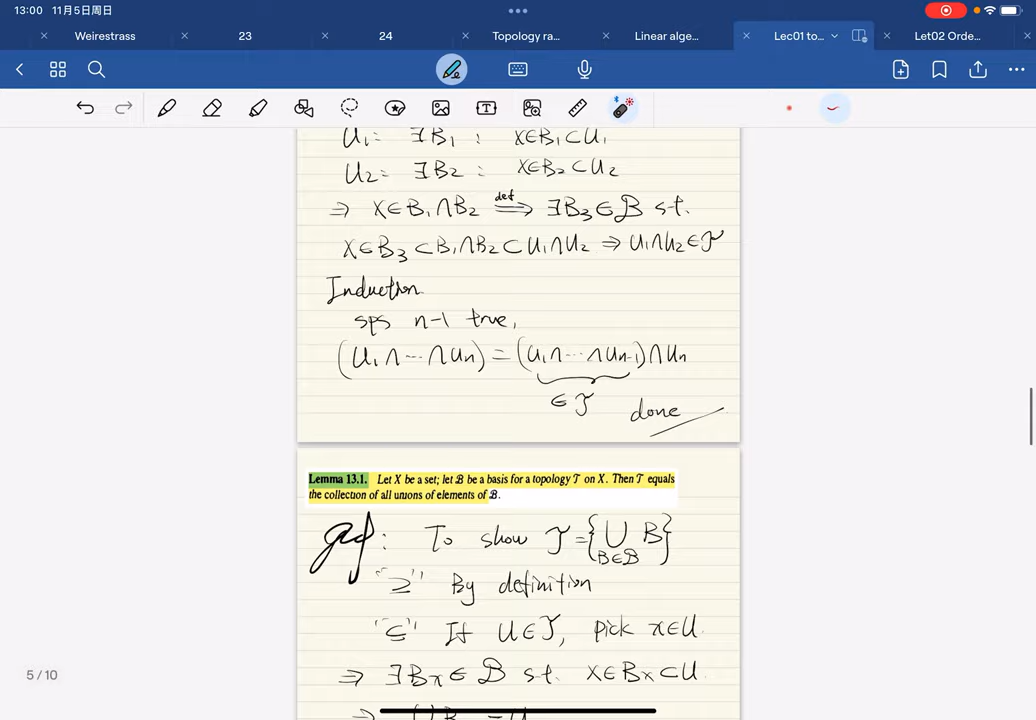 13:00 11月5日周日
Weirestrass
23
24
Topology ra...
Linear alge...
Lec01 to...
Let02 Orde...
U₁: ∃B₁ : x∈B₁⊂U₁
U₂: ∃B₂ : x∈B₂⊂U₂
⇒ x∈B₁∩B₂ def⟹ ∃B₃∈ℬ st.
x∈B₃⊂B₁∩B₂⊂U₁∩U₂ ⇒ U₁∩U₂∈𝒯
Induction.
sps n-1 true,
(U₁∩⋯∩Uₙ)=(U₁∩⋯∩Uₙ₋₁)∩Uₙ
∈𝒯 done
Lemma 13.1. Let X be a set; let ℬ be a basis for a topology 𝒯 on X. Then 𝒯 equals
the collection of all unions of elements of ℬ.
: To show 𝒯={⋃_{B∈ℬ} B}
"⊇" By definition
"⊆" If U∈𝒯, pick x∈U.
⇒ ∃Bₓ∈ℬ st. x∈Bₓ⊂U.
5 / 10